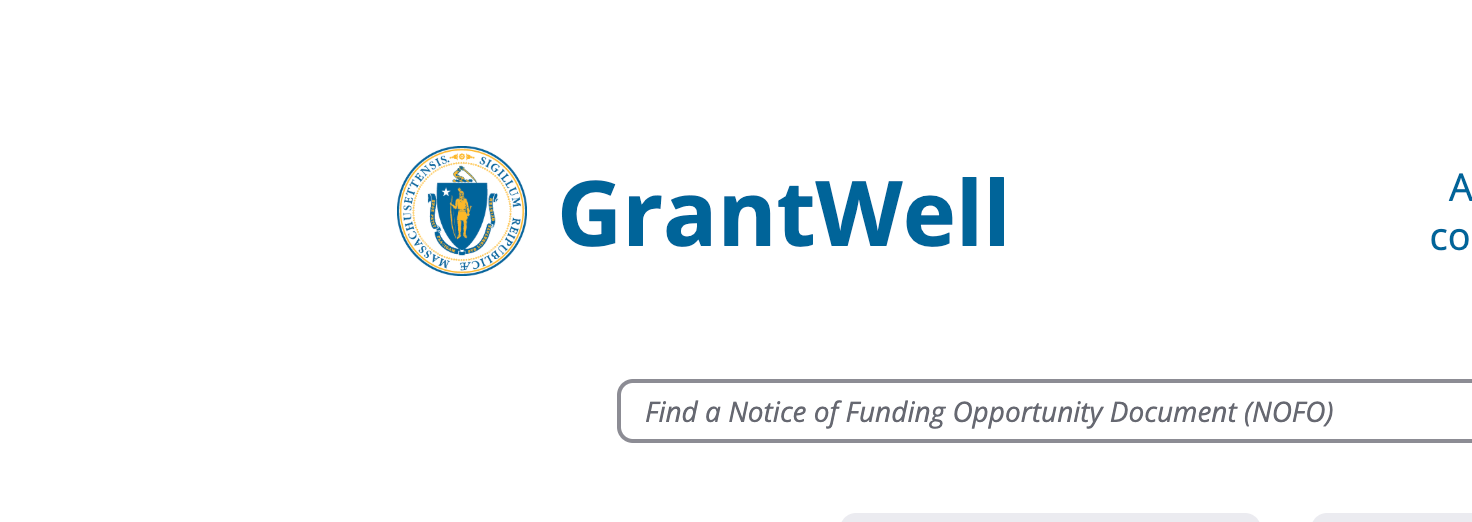 SIGILLUM REIPUBLICÆ MASSACHUSETTENSIS.
GrantWell
A
co
Find a Notice of Funding Opportunity Document (NOFO)